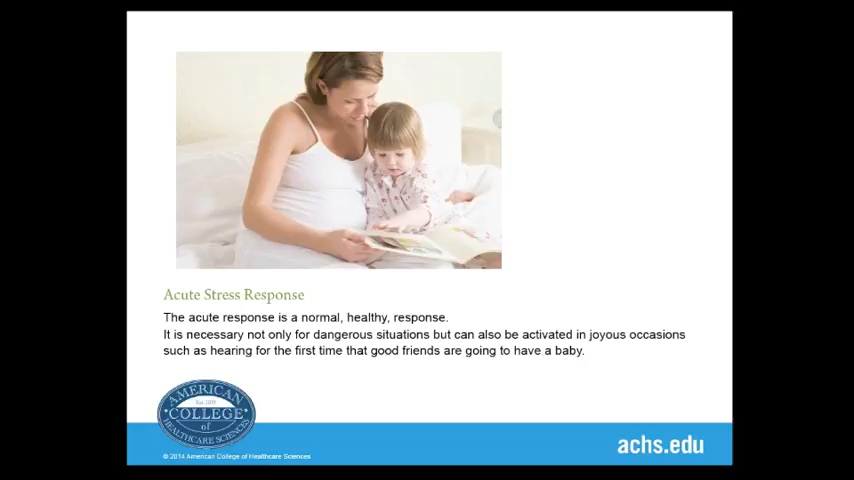 Acute Stress Response
The acute response is a normal, healthy, response.
It is necessary not only for dangerous situations but can also be activated in joyous occasions
such as hearing for the first time that good friends are going to have a baby.
AMERICAN
COLLEGE
of
HEALTHCARE SCIENCES
achs.edu
© 2014 American College of Healthcare Sciences